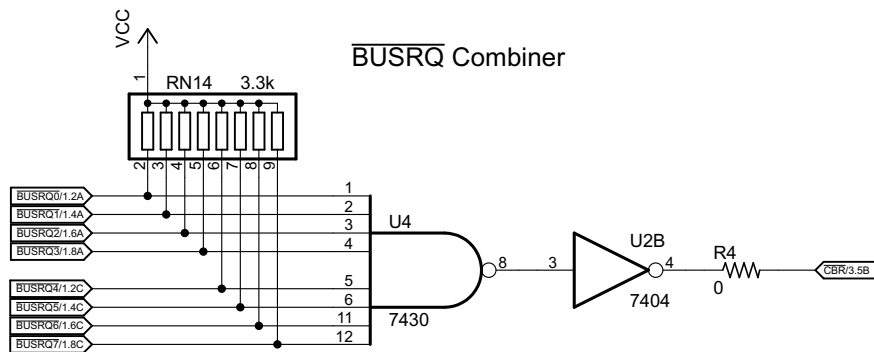 VCC
BUSRQ Combiner
1
RN14 3.3k
2 3 4 5 6 7 8 9
BUSRQ0/1.2A 1
BUSRQ1/1.4A 2
U4
BUSRQ2/1.6A 3
BUSRQ3/1.8A 4
U2B
R4
8 3 4
CBR/3.5B
0
BUSRQ4/1.2C 5
BUSRQ5/1.4C 6
7430
7404
BUSRQ6/1.6C 11
BUSRQ7/1.8C 12